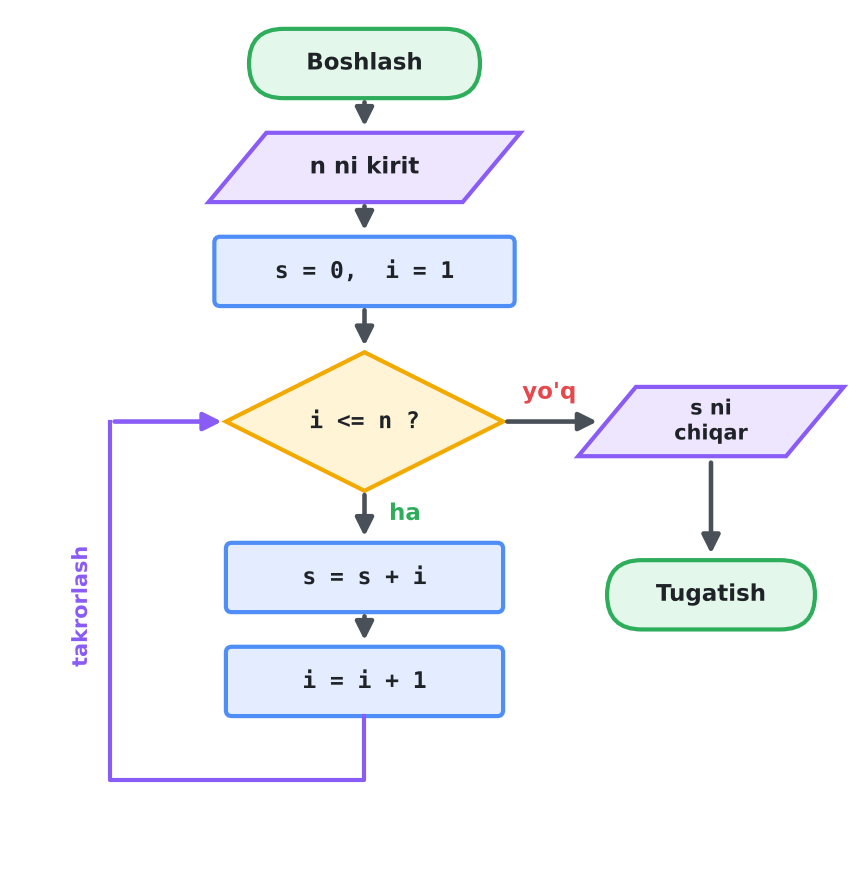 Boshlash
n ni kirit
s = 0,  i = 1
i <= n ?
yo'q
s ni
chiqar
ha
s = s + i
Tugatish
takrorlash
i = i + 1